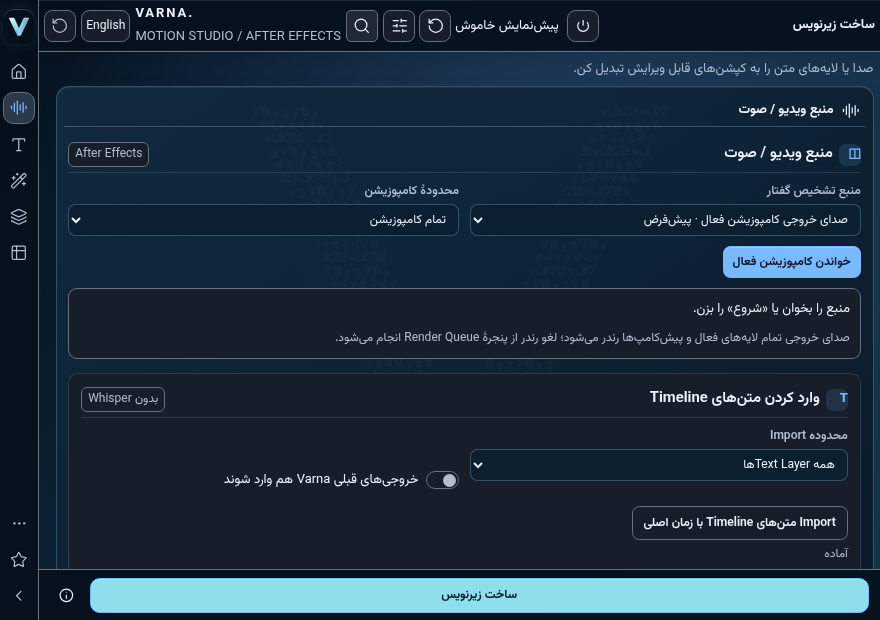 English
VARNA.
MOTION STUDIO / AFTER EFFECTS
پیش‌نمایش خاموش
ساخت زیرنویس
صدا یا لایه‌های متن را به کپشن‌های قابل ویرایش تبدیل کن.
منبع ویدیو / صوت
منبع ویدیو / صوت
After Effects
منبع تشخیص گفتار
محدودهٔ کامپوزیشن
صدای خروجی کامپوزیشن فعال · پیش‌فرض
تمام کامپوزیشن
خواندن کامپوزیشن فعال
منبع را بخوان یا «شروع» را بزن.
صدای خروجی تمام لایه‌های فعال و پیش‌کامپ‌ها رندر می‌شود؛ لغو رندر از پنجرهٔ Render Queue انجام می‌شود.
T
وارد کردن متن‌های Timeline
بدون Whisper
محدوده Import
همه Text Layerها
خروجی‌های قبلی Varna هم وارد شوند
Import متن‌های Timeline با زمان اصلی
آماده
ساخت زیرنویس